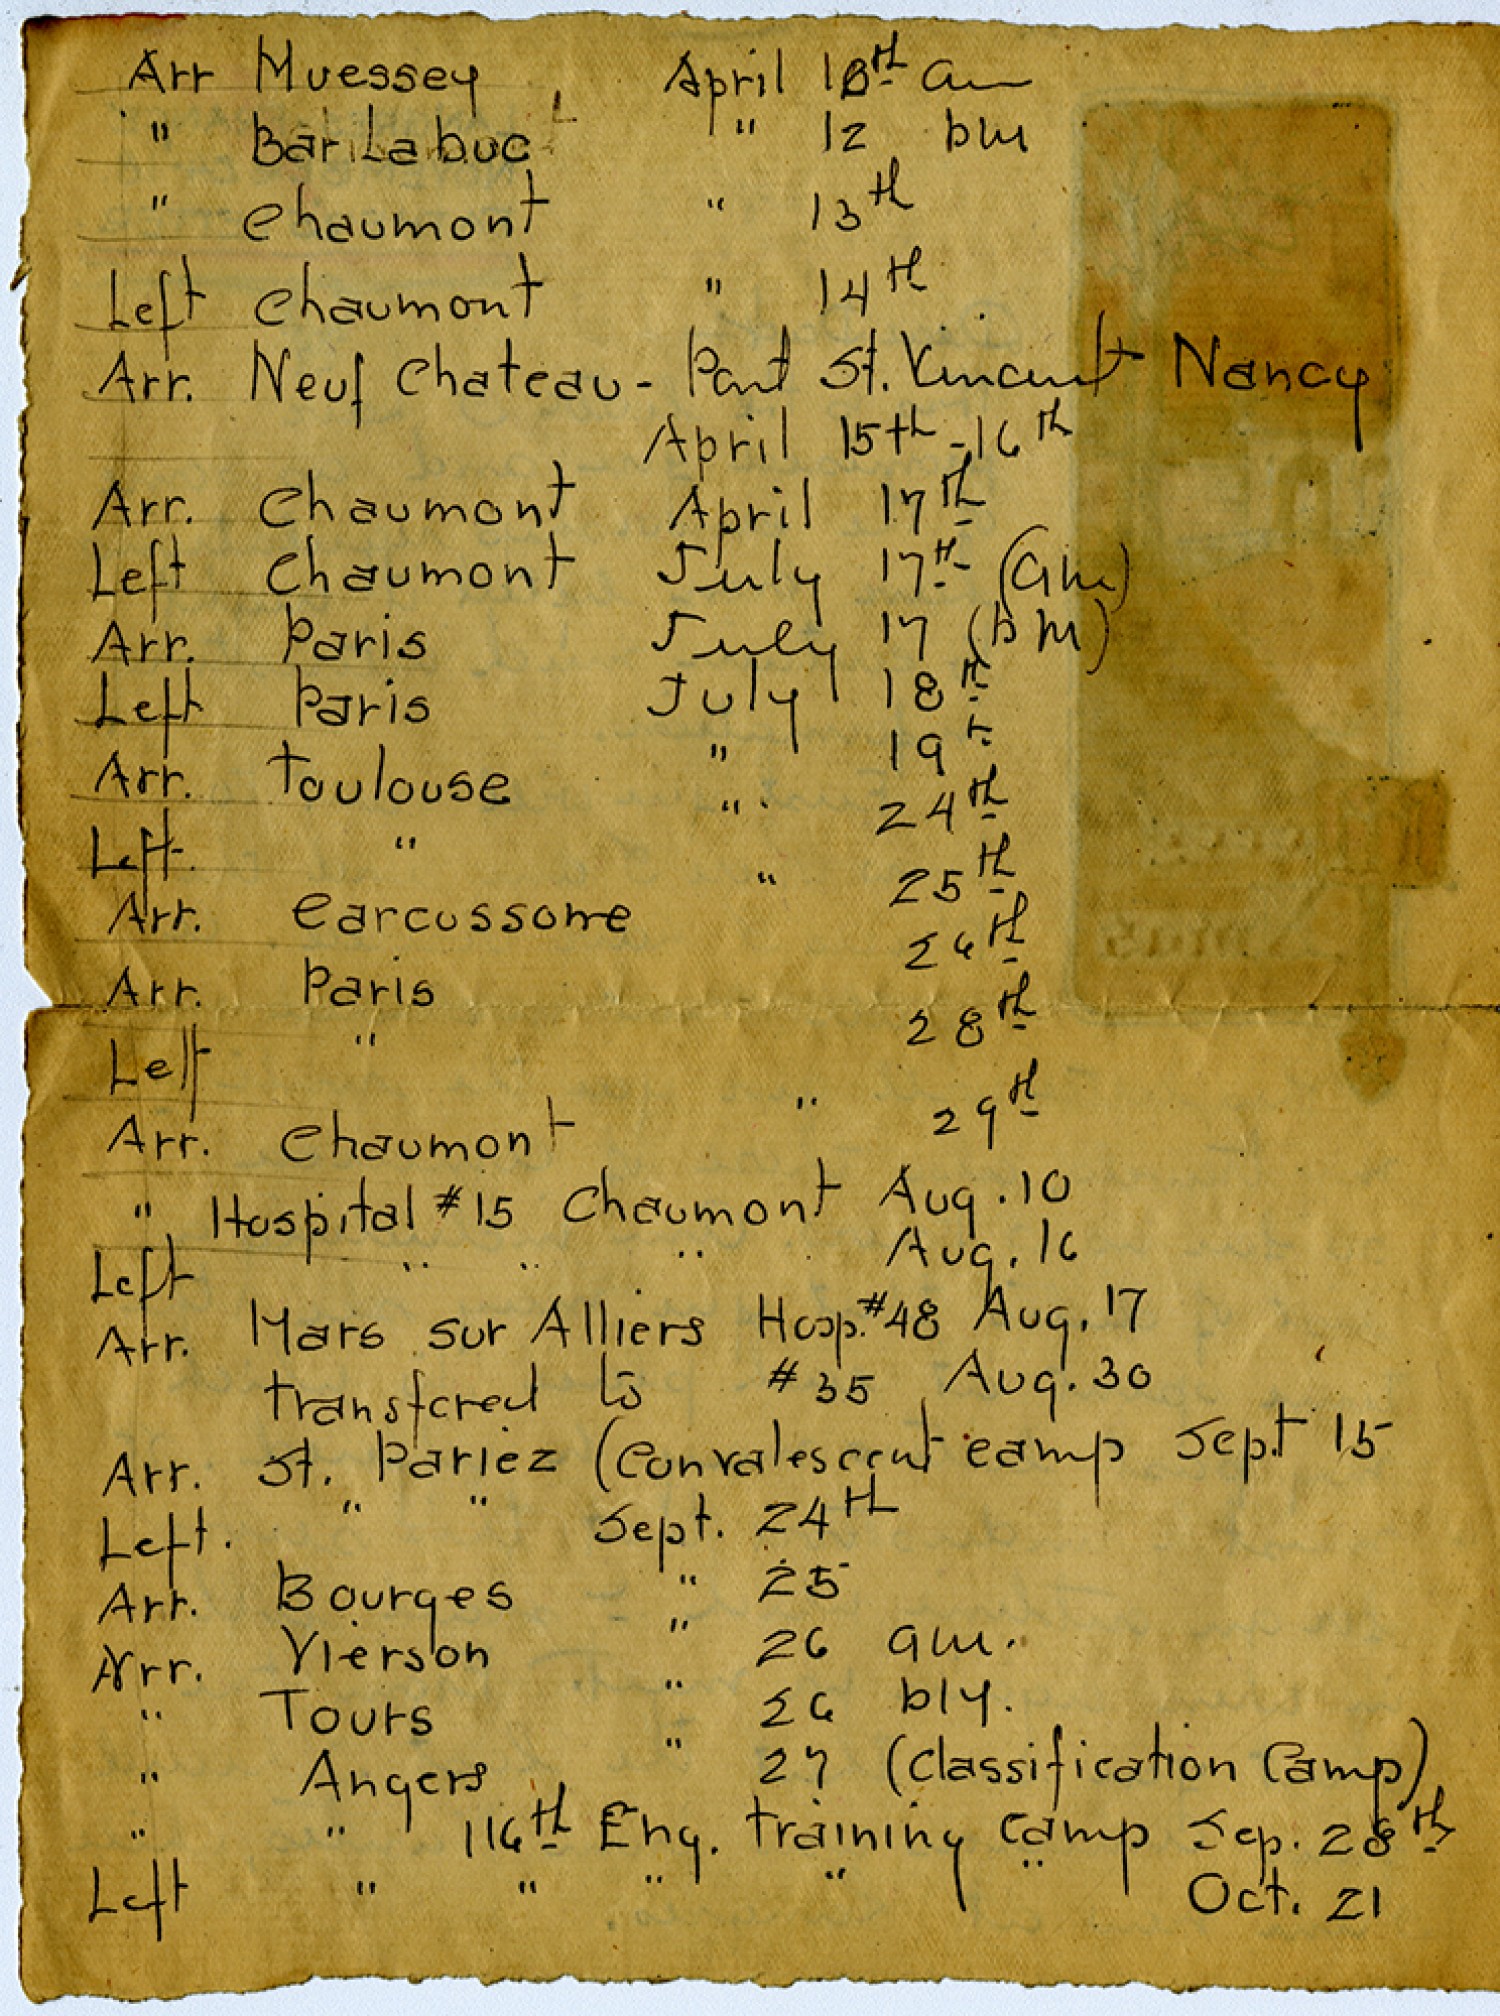 Arr Muessey April 10th am
" Bar La buc " 12 pm
" Chaumont " 13th
Left Chaumont " 14th
Arr. Neuf Chateau - Pont St. Vincent Nancy
April 15th - 16th
Arr. Chaumont April 17th
Left Chaumont July 17th (am)
Arr. Paris July 17 (pm)
Left Paris July 18th
Arr. Toulouse " 19th
Left. " " 24th
Arr. Carcussonne " 25th
Arr. Paris 26th
Left " 28th
Arr. Chaumont " 29th
" Hospital #15 Chaumont Aug. 10
Left " " " Aug. 16
Arr. Mars sur Alliers Hosp. #48 Aug. 17
transfered to #35 Aug. 30
Arr. St. Pariez (Convalescent camp Sept 15
Left. " " Sept. 24th
Arr. Bourges " 25
Arr. Vierson " 26 am.
" Tours " 26 pm.
" Angers " 27 (Classification Camp)
" " 116th Eng. training camp Sep. 28th
Left " " " " " Oct. 21